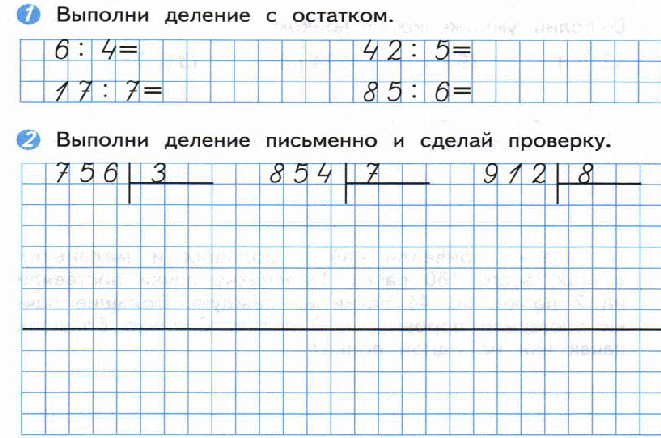 1 Выполни деление с остатком.
6 : 4 = 42 : 5 =
17 : 7 = 85 : 6 =
2 Выполни деление письменно и сделай проверку.
756 3 854 7 912 8